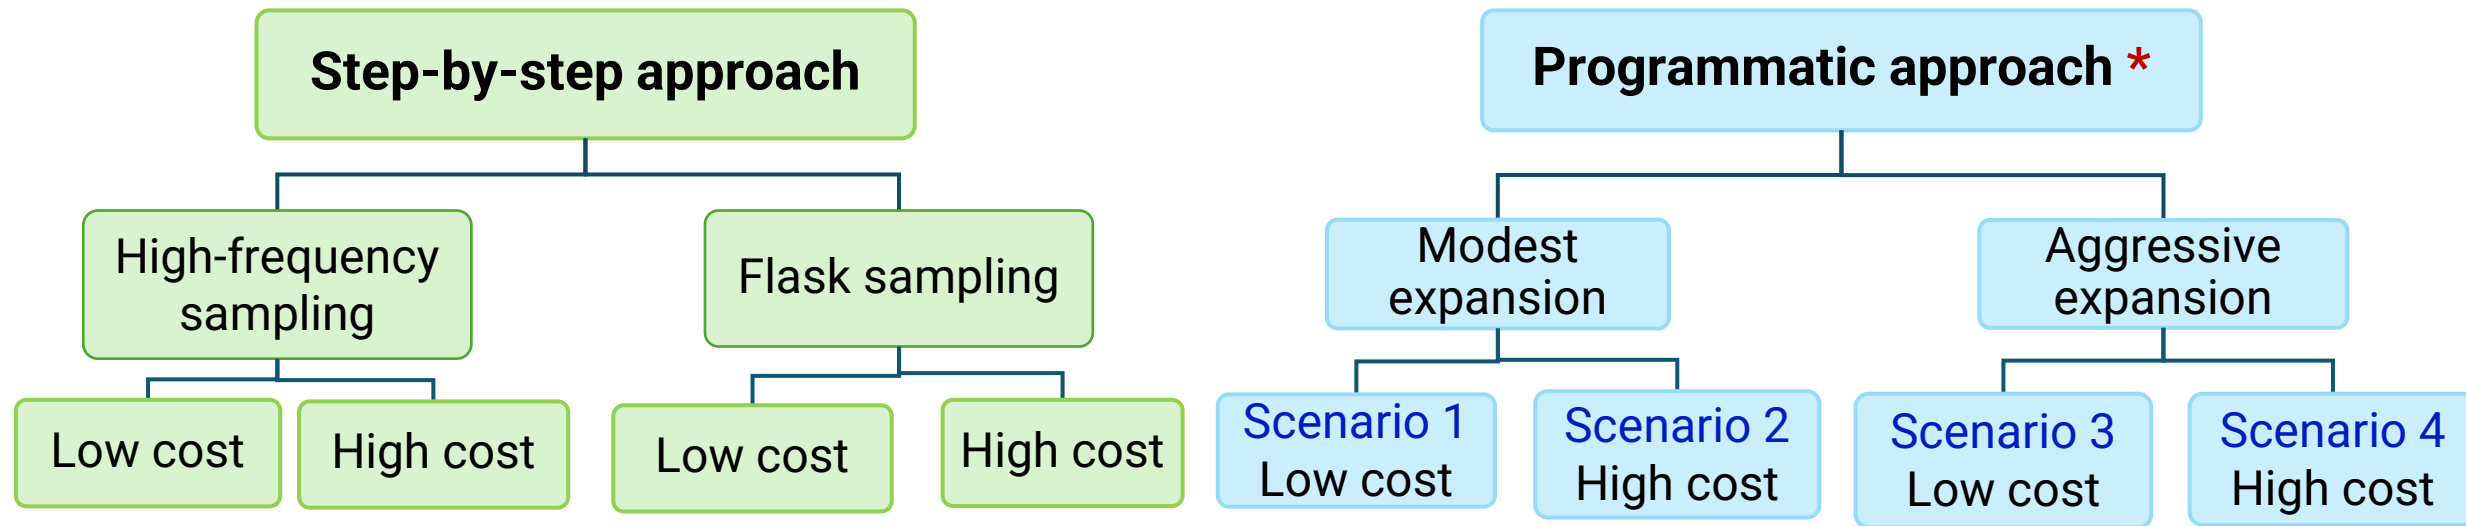 Step-by-step approach
High-frequency
sampling
Flask sampling
Low cost
High cost
Low cost
High cost
Programmatic approach *
Modest
expansion
Aggressive
expansion
Scenario 1
Low cost
Scenario 2
High cost
Scenario 3
Low cost
Scenario 4
High cost